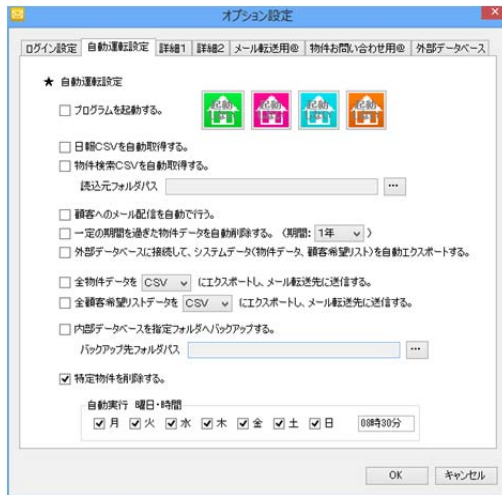 オプション設定
ログイン設定 自動運転設定 詳細1 詳細2 メール転送用@ 物件お問い合わせ用@ 外部データベース
★ 自動運転設定
プログラムを起動する。 起動 起動 起動 起動
日報CSVを自動取得する。
物件検索CSVを自動取得する。
読込元フォルダパス ...
顧客へのメール配信を自動で行う。
一定の期間を過ぎた物件データを自動削除する。 (期間: 1年 )
外部データベースに接続して、システムデータ(物件データ、顧客希望リスト)を自動エクスポートする。
全物件データを CSV にエクスポートし、メール転送先に送信する。
全顧客希望リストデータを CSV にエクスポートし、メール転送先に送信する。
内部データベースを指定フォルダへバックアップする。
バックアップ先フォルダパス ...
特定物件を削除する。
自動実行 曜日・時間
月 火 水 木 金 土 日 08時30分
OK キャンセル